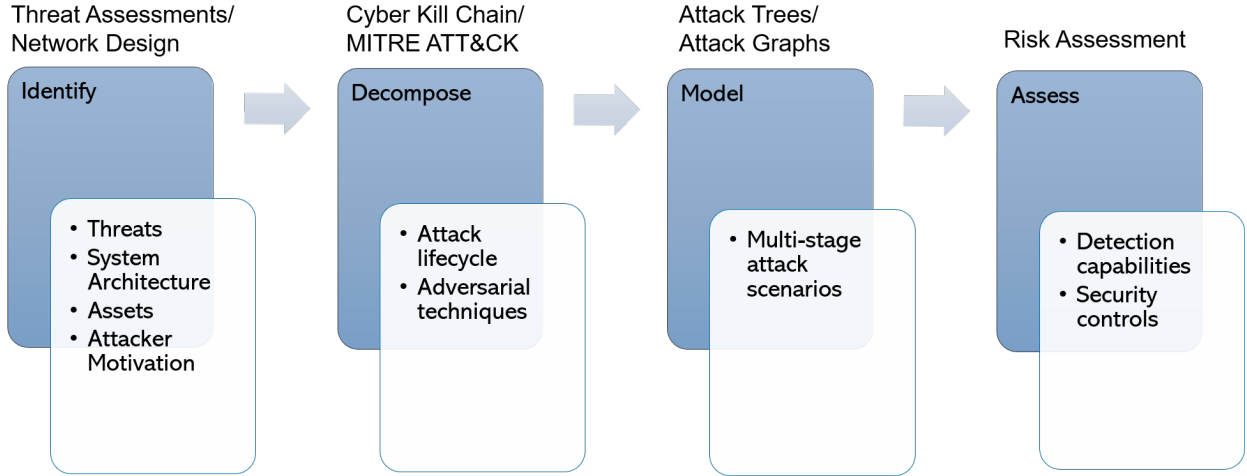 Threat Assessments/
Network Design
Identify
• Threats
• System
Architecture
• Assets
• Attacker
Motivation
Cyber Kill Chain/
MITRE ATT&CK
Decompose
• Attack
lifecycle
• Adversarial
techniques
Attack Trees/
Attack Graphs
Model
• Multi-stage
attack
scenarios
Risk Assessment
Assess
• Detection
capabilities
• Security
controls